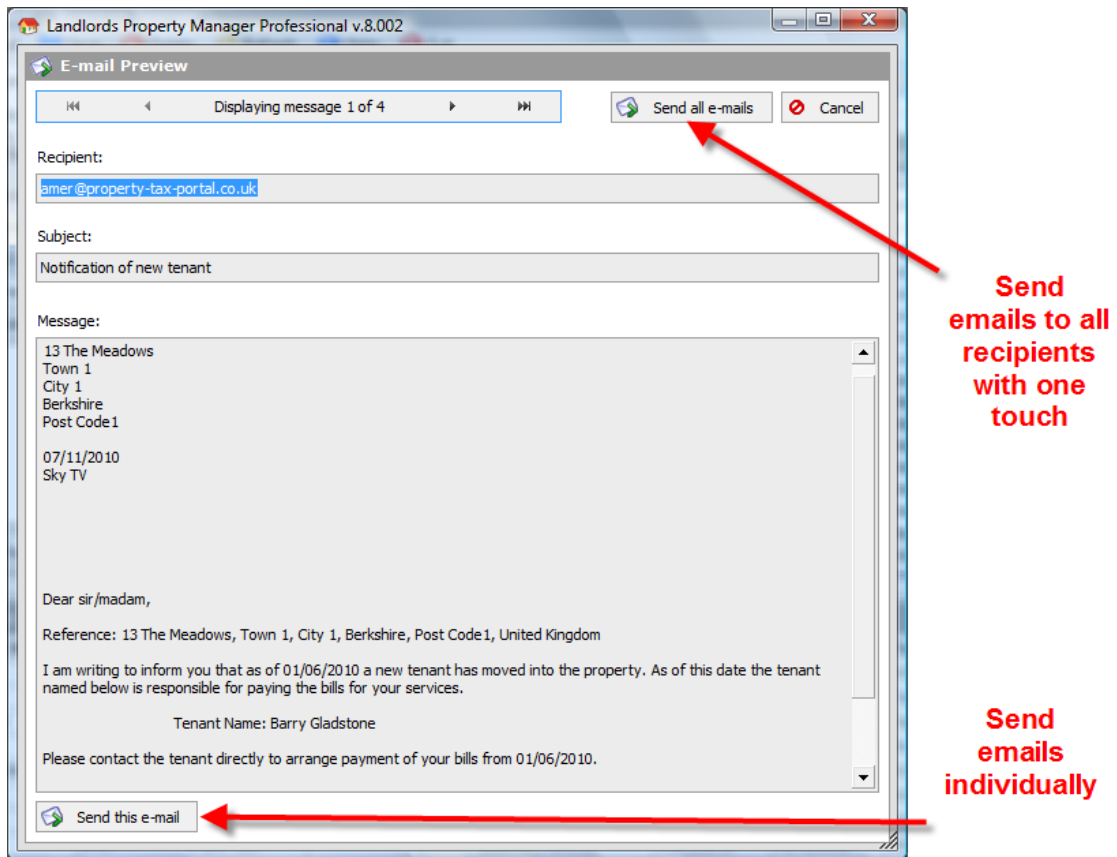 Landlords Property Manager Professional v.8.002
E-mail Preview
Displaying message 1 of 4
Send all e-mails
Cancel
Recipient:
amer@property-tax-portal.co.uk
Subject:
Notification of new tenant
Message:
13 The Meadows
Town 1
City 1
Berkshire
Post Code1
07/11/2010
Sky TV
Dear sir/madam,
Reference: 13 The Meadows, Town 1, City 1, Berkshire, Post Code1, United Kingdom
I am writing to inform you that as of 01/06/2010 a new tenant has moved into the property. As of this date the tenant
named below is responsible for paying the bills for your services.
Tenant Name: Barry Gladstone
Please contact the tenant directly to arrange payment of your bills from 01/06/2010.
Send this e-mail
Send
emails to all
recipients
with one
touch
Send
emails
individually